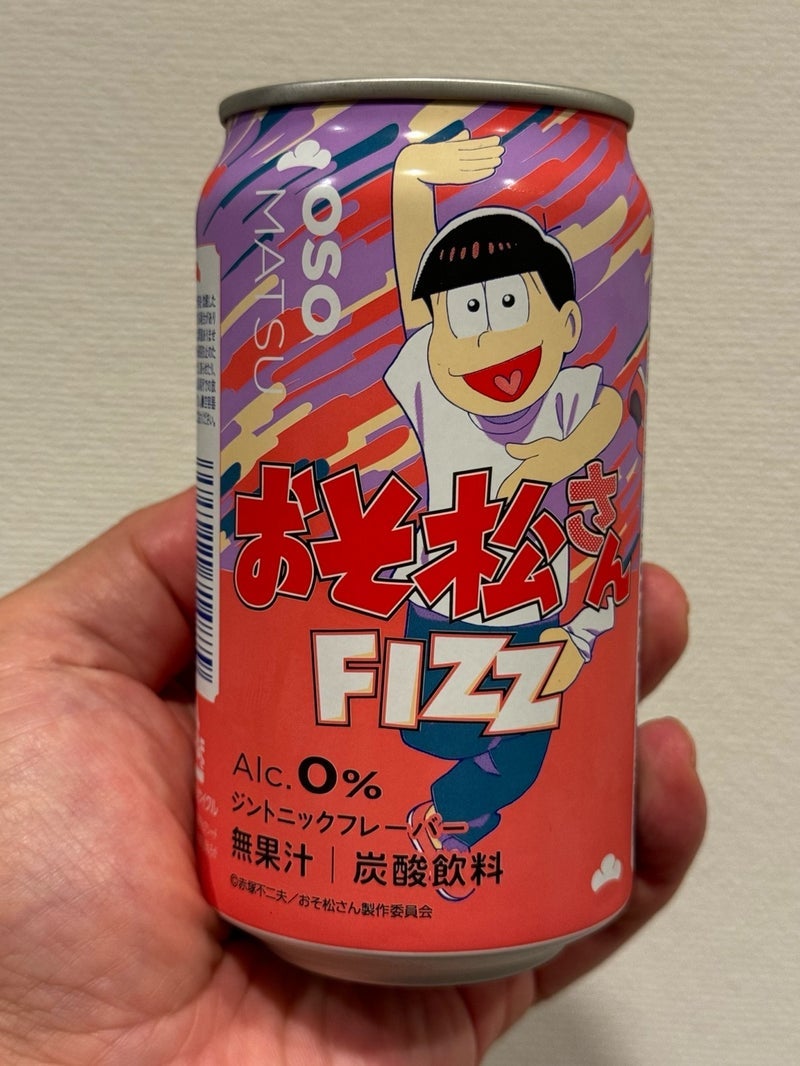 OSO
MATSU
おそ松さん
FIZZ
Alc.0%
ジントニックフレーバー
無果汁｜炭酸飲料
©赤塚不二夫／おそ松さん製作委員会